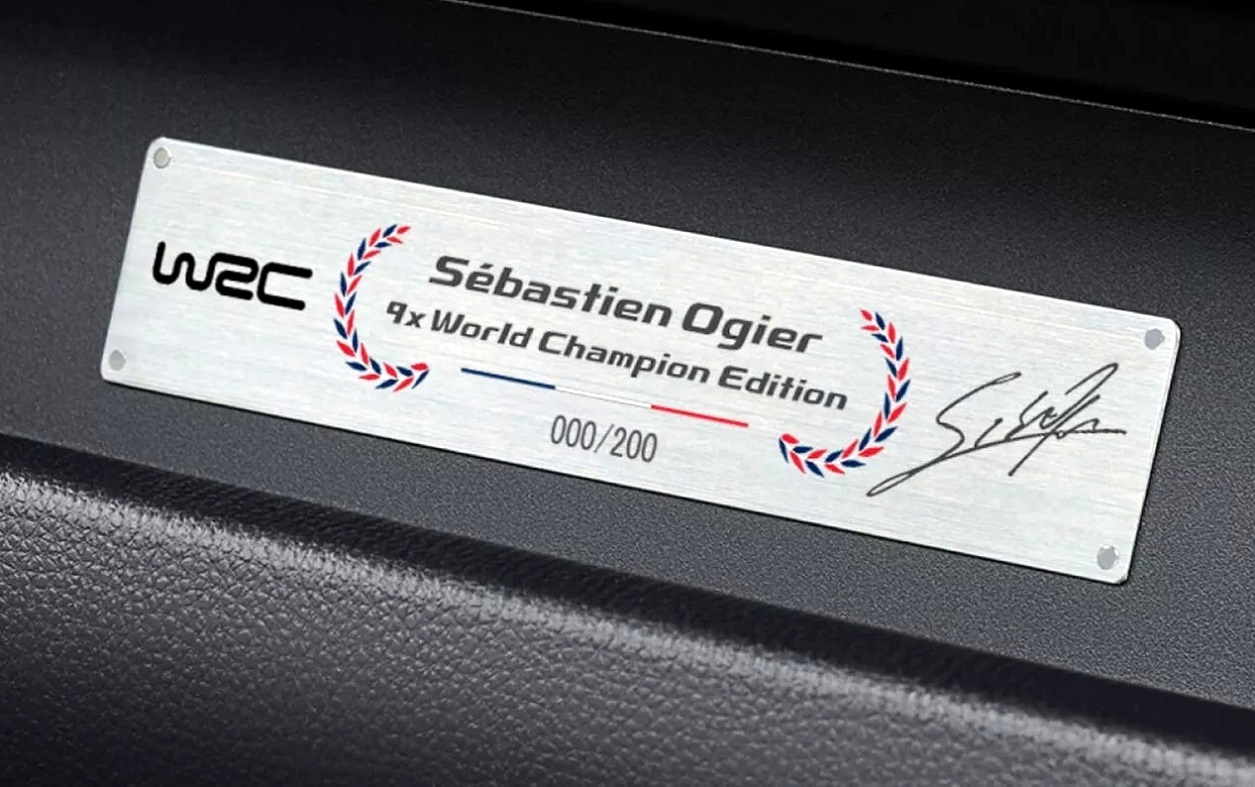 WRC
Sébastien Ogier
9x World Champion Edition
000/200